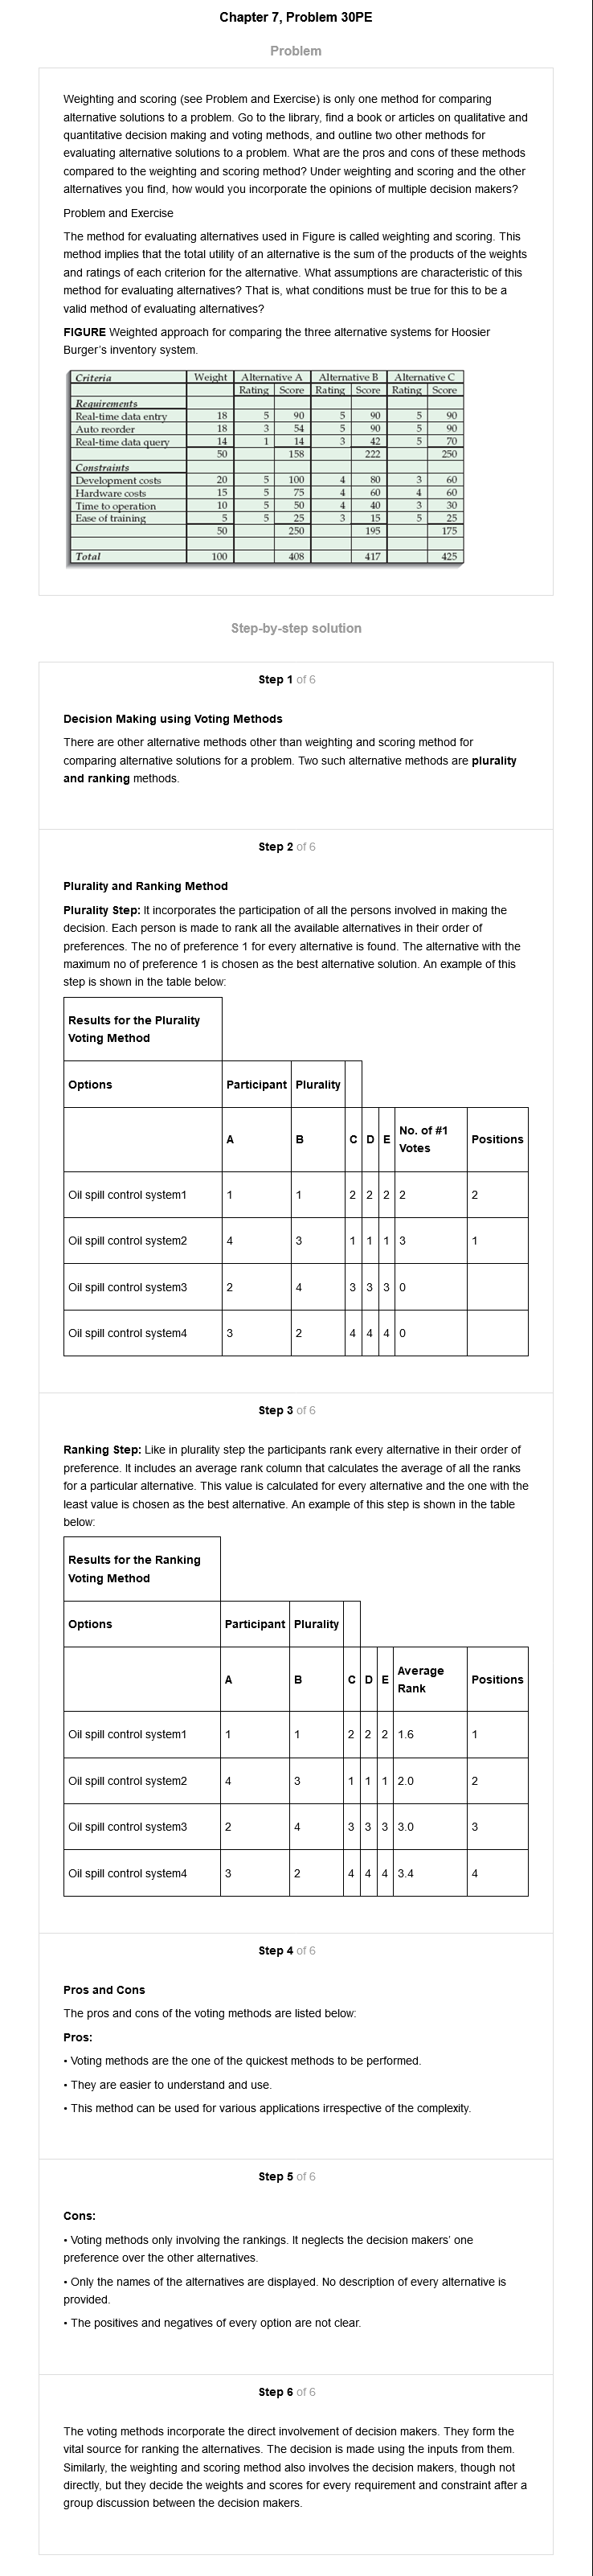 Chapter 7, Problem 30PE
Problem
Weighting and scoring (see Problem and Exercise) is only one method for comparing
alternative solutions to a problem. Go to the library, find a book or articles on qualitative and
quantitative decision making and voting methods, and outline two other methods for
evaluating alternative solutions to a problem. What are the pros and cons of these methods
compared to the weighting and scoring method? Under weighting and scoring and the other
alternatives you find, how would you incorporate the opinions of multiple decision makers?
Problem and Exercise
The method for evaluating alternatives used in Figure is called weighting and scoring. This
method implies that the total utility of an alternative is the sum of the products of the weights
and ratings of each criterion for the alternative. What assumptions are characteristic of this
method for evaluating alternatives? That is, what conditions must be true for this to be a
valid method of evaluating alternatives?
FIGURE Weighted approach for comparing the three alternative systems for Hoosier
Burger's inventory system.
Criteria Weight Alternative A Alternative B Alternative C
Rating Score Rating Score Rating Score
Requirements
Real-time data entry 18 5 90 5 90 5 90
Auto reorder 18 3 54 5 90 5 90
Real-time data query 14 1 14 3 42 5 70
50 158 222 250
Constraints
Development costs 20 5 100 4 80 3 60
Hardware costs 15 5 75 4 60 4 60
Time to operation 10 5 50 4 40 3 30
Ease of training 5 5 25 3 15 5 25
50 250 195 175
Total 100 408 417 425
Step-by-step solution
Step 1 of 6
Decision Making using Voting Methods
There are other alternative methods other than weighting and scoring method for
comparing alternative solutions for a problem. Two such alternative methods are plurality
and ranking methods.
Step 2 of 6
Plurality and Ranking Method
Plurality Step: It incorporates the participation of all the persons involved in making the
decision. Each person is made to rank all the available alternatives in their order of
preferences. The no of preference 1 for every alternative is found. The alternative with the
maximum no of preference 1 is chosen as the best alternative solution. An example of this
step is shown in the table below:
Results for the Plurality
Voting Method
Options Participant Plurality
A B C D E No. of #1
Votes Positions
Oil spill control system1 1 1 2 2 2 2 2
Oil spill control system2 4 3 1 1 1 3 1
Oil spill control system3 2 4 3 3 3 0
Oil spill control system4 3 2 4 4 4 0
Step 3 of 6
Ranking Step: Like in plurality step the participants rank every alternative in their order of
preference. It includes an average rank column that calculates the average of all the ranks
for a particular alternative. This value is calculated for every alternative and the one with the
least value is chosen as the best alternative. An example of this step is shown in the table
below:
Results for the Ranking
Voting Method
Options Participant Plurality
A B C D E Average
Rank Positions
Oil spill control system1 1 1 2 2 2 1.6 1
Oil spill control system2 4 3 1 1 1 2.0 2
Oil spill control system3 2 4 3 3 3 3.0 3
Oil spill control system4 3 2 4 4 4 3.4 4
Step 4 of 6
Pros and Cons
The pros and cons of the voting methods are listed below:
Pros:
• Voting methods are the one of the quickest methods to be performed.
• They are easier to understand and use.
• This method can be used for various applications irrespective of the complexity.
Step 5 of 6
Cons:
• Voting methods only involving the rankings. It neglects the decision makers' one
preference over the other alternatives.
• Only the names of the alternatives are displayed. No description of every alternative is
provided.
• The positives and negatives of every option are not clear.
Step 6 of 6
The voting methods incorporate the direct involvement of decision makers. They form the
vital source for ranking the alternatives. The decision is made using the inputs from them.
Similarly, the weighting and scoring method also involves the decision makers, though not
directly, but they decide the weights and scores for every requirement and constraint after a
group discussion between the decision makers.